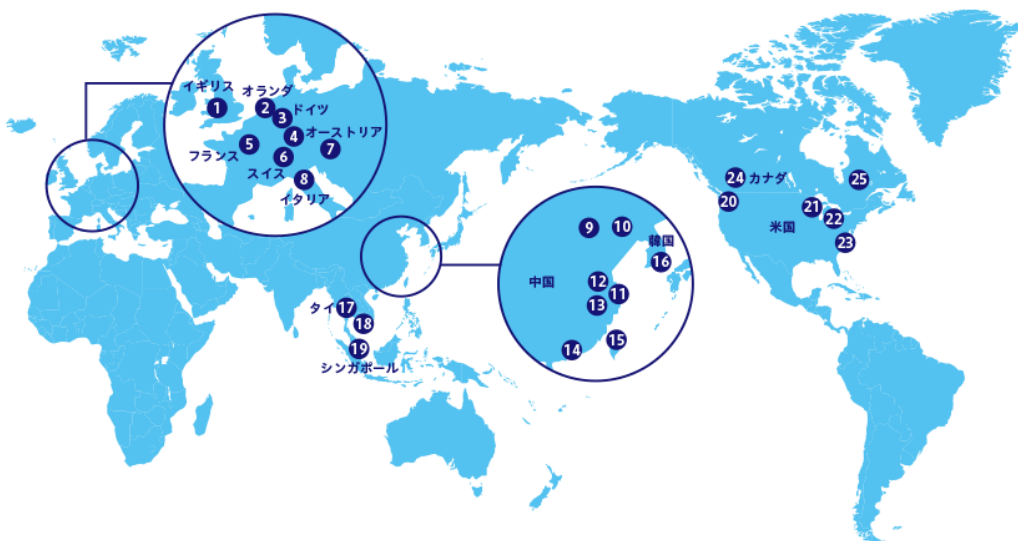 イギリス
オランダ
1
2
3
ドイツ
4
オーストリア
5
フランス
6
7
スイス
8
イタリア
9
10
韓国
16
中国
12
11
13
14
15
タイ
17
18
19
シンガポール
24
カナダ
25
20
21
米国
22
23